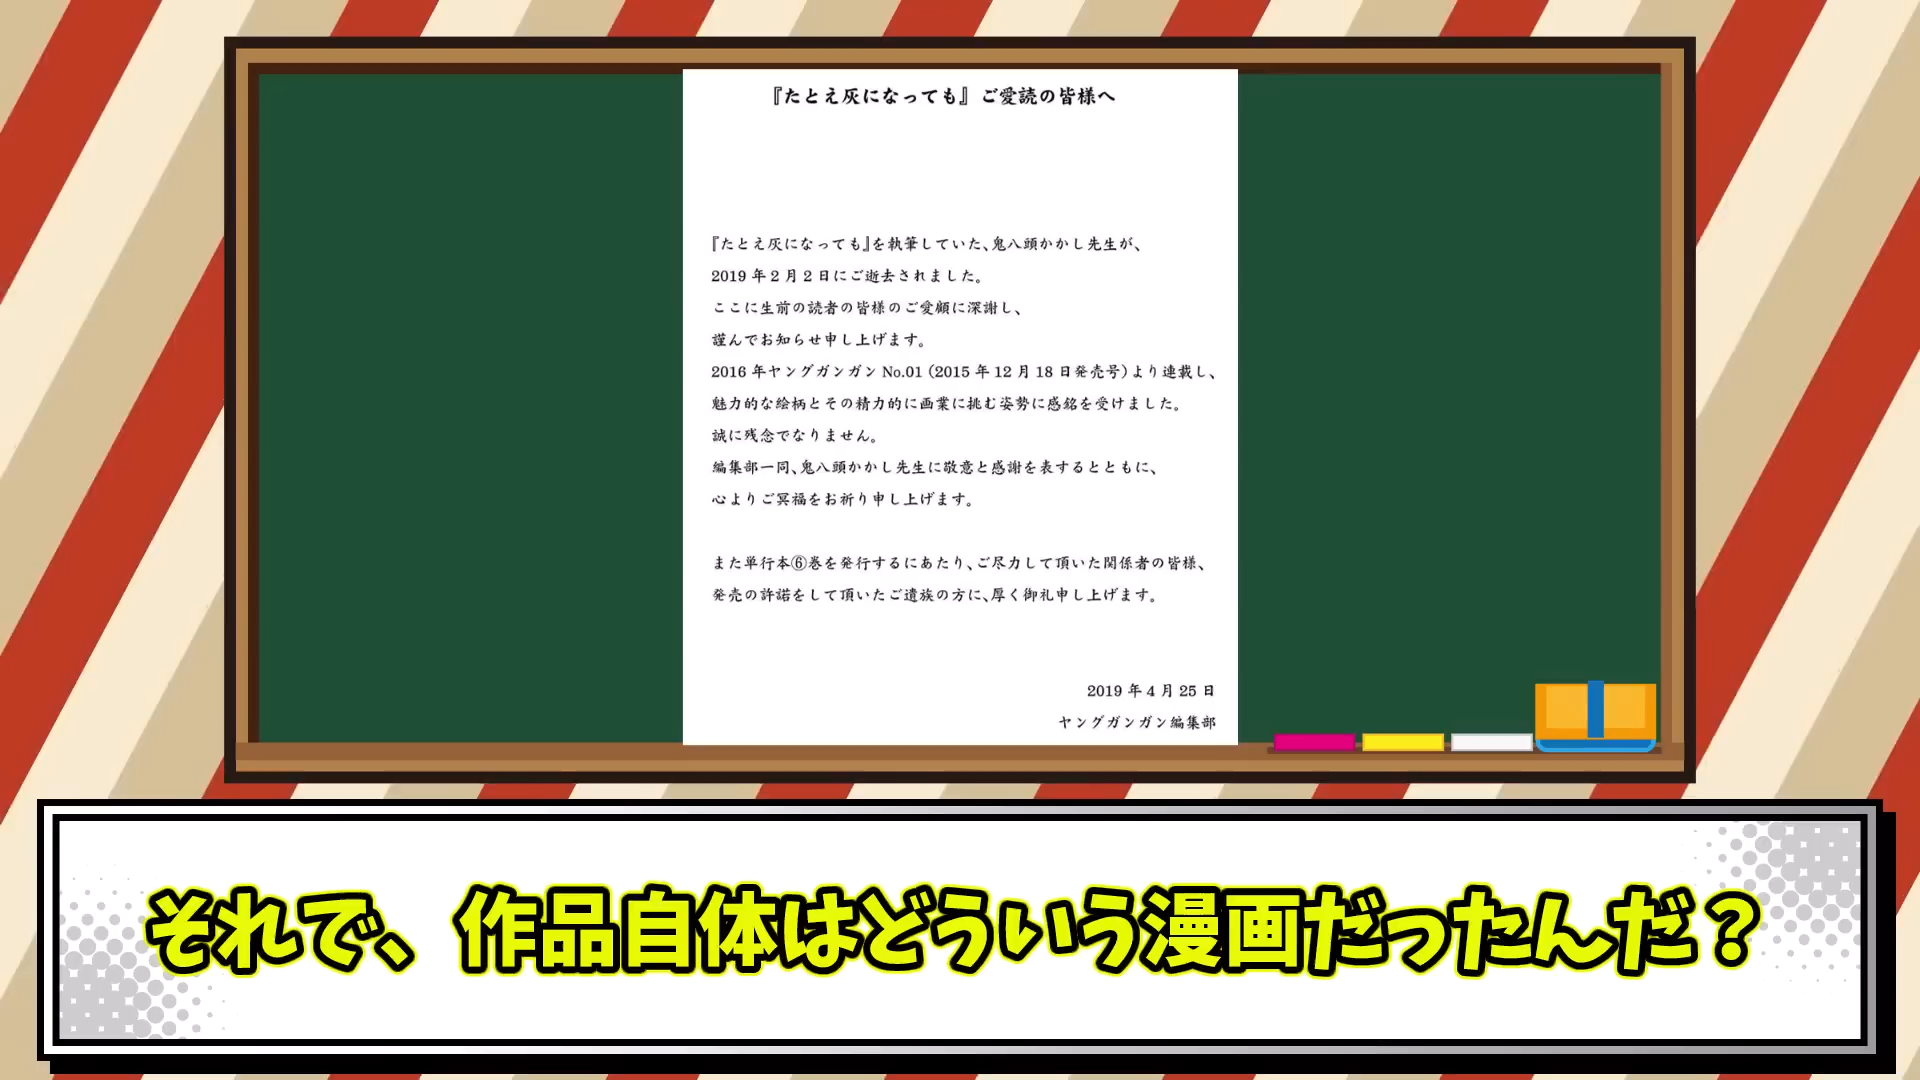 『たとえ灰になっても』ご愛読の皆様へ
『たとえ灰になっても』を執筆していた、鬼八頭かかし先生が、
2019年2月2日にご逝去されました。
ここに生前の読者の皆様のご愛顧に深謝し、
謹んでお知らせ申し上げます。
2016年ヤングガンガンNo.01（2015年12月18日発売号）より連載し、
魅力的な絵柄とその精力的に画業に挑む姿勢に感銘を受けました。
誠に残念でなりません。
編集部一同、鬼八頭かかし先生に敬意と感謝を表するとともに、
心よりご冥福をお祈り申し上げます。
また単行本⑥巻を発行するにあたり、ご尽力して頂いた関係者の皆様、
発売の許諾をして頂いたご遺族の方に、厚く御礼申し上げます。
2019年4月25日
ヤングガンガン編集部
それで、作品自体はどういう漫画だったんだ？